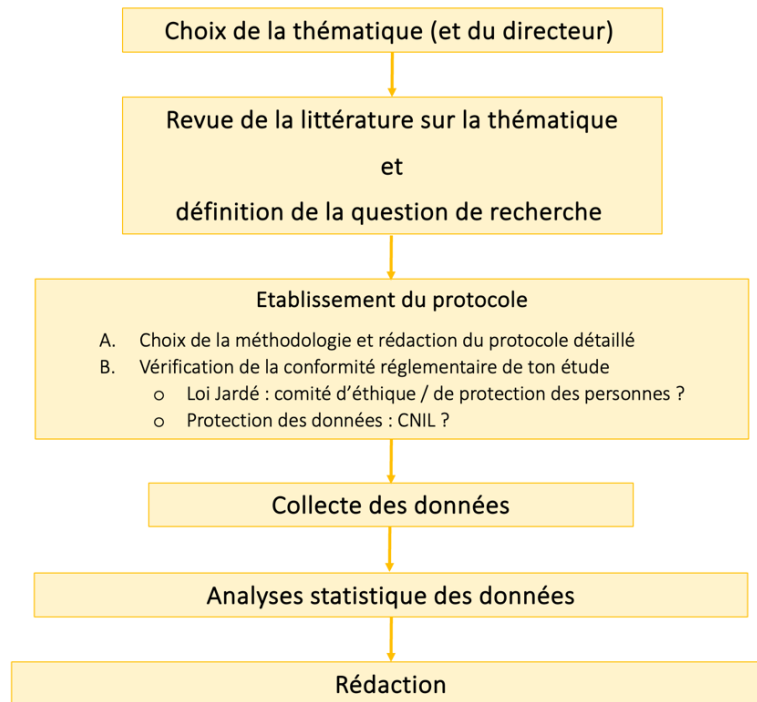 Choix de la thématique (et du directeur)
Revue de la littérature sur la thématique
et
définition de la question de recherche
Etablissement du protocole
A. Choix de la méthodologie et rédaction du protocole détaillé
B. Vérification de la conformité réglementaire de ton étude
o Loi Jardé : comité d'éthique / de protection des personnes ?
o Protection des données : CNIL ?
Collecte des données
Analyses statistique des données
Rédaction